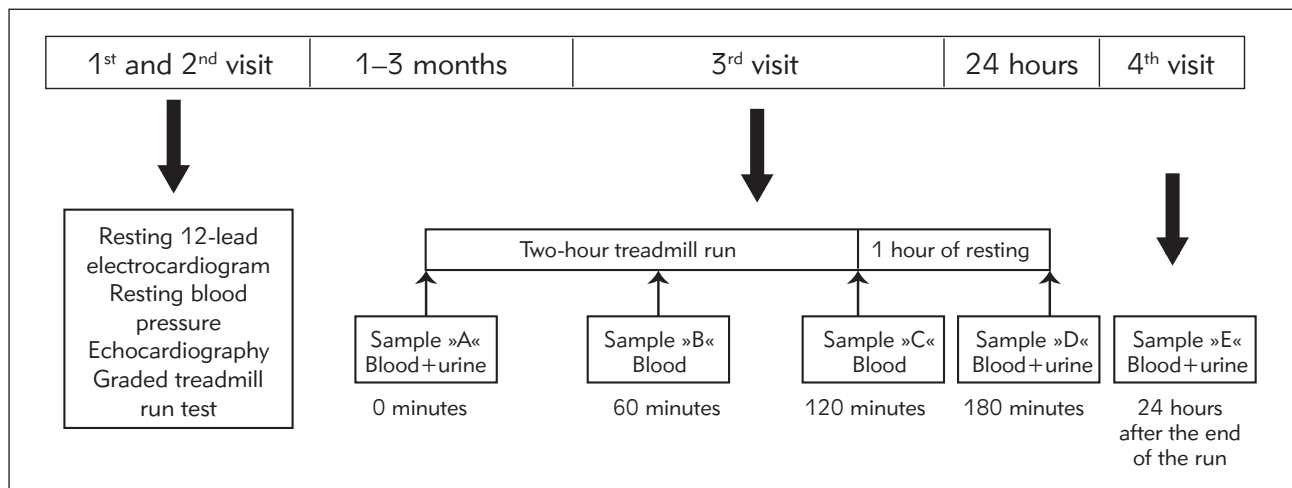 1st and 2nd visit
1–3 months
3rd visit
24 hours
4th visit
Resting 12-lead
electrocardiogram
Resting blood
pressure
Echocardiography
Graded treadmill
run test
Two-hour treadmill run
1 hour of resting
Sample »A«
Blood+urine
0 minutes
Sample »B«
Blood
60 minutes
Sample »C«
Blood
120 minutes
Sample »D«
Blood+urine
180 minutes
Sample »E«
Blood+urine
24 hours
after the end
of the run